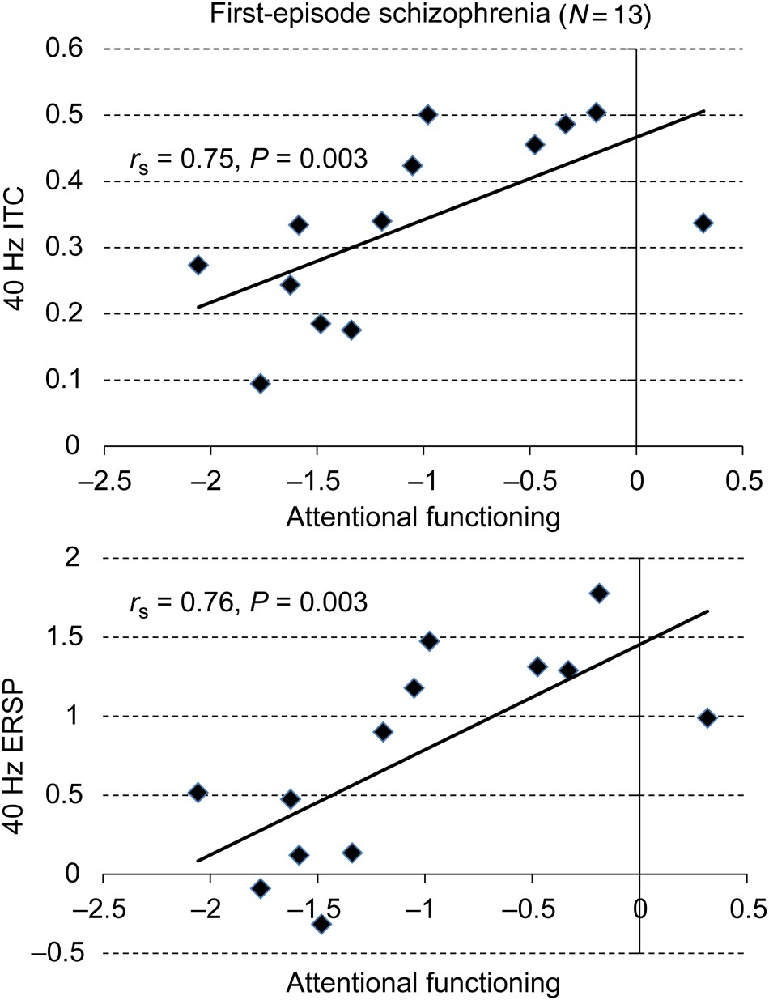 First-episode schizophrenia (N = 13)
0.6
0.5
r_s = 0.75, P = 0.003
0.4
40 Hz ITC
0.3
0.2
0.1
0
–2.5 –2 –1.5 –1 –0.5 0 0.5
Attentional functioning
2
r_s = 0.76, P = 0.003
1.5
1
40 Hz ERSP
0.5
0
–2.5 –2 –1.5 –1 –0.5 0 0.5
–0.5
Attentional functioning